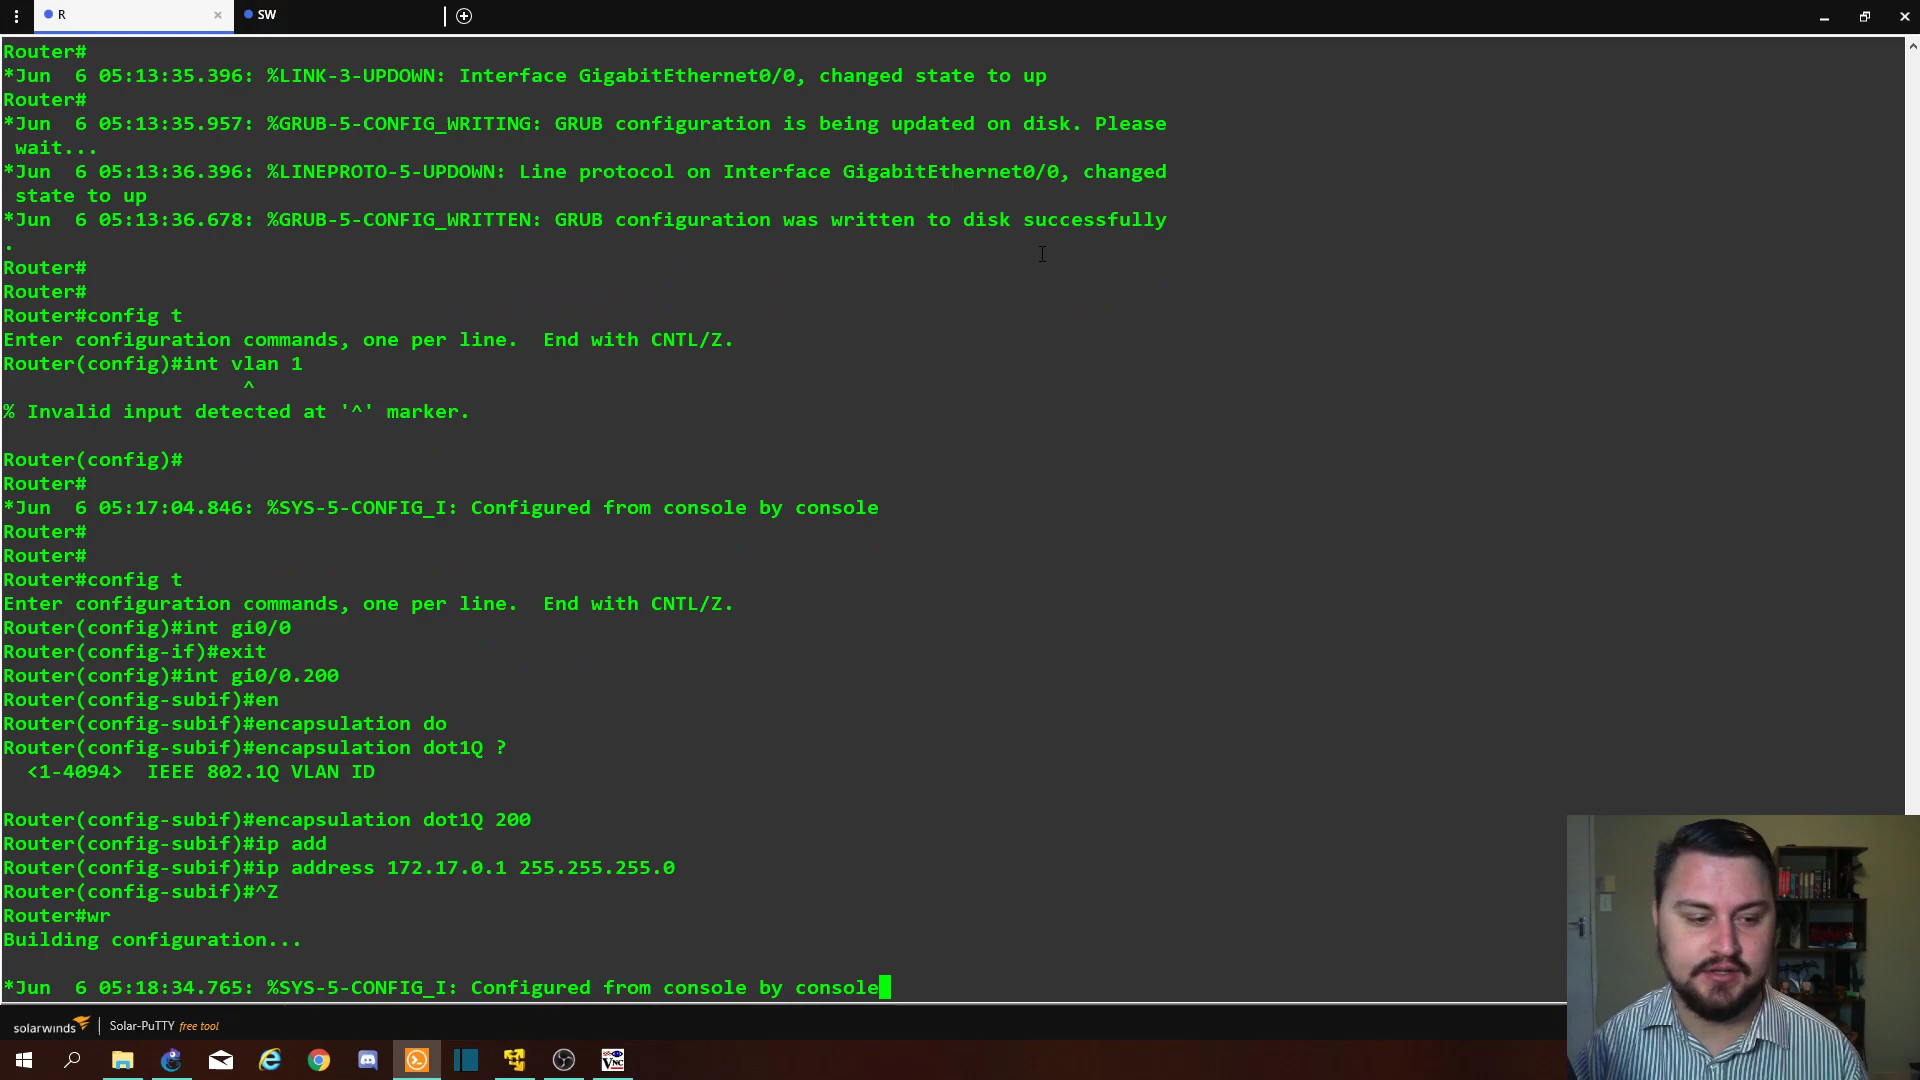 R
SW
Router#
*Jun  6 05:13:35.396: %LINK-3-UPDOWN: Interface GigabitEthernet0/0, changed state to up
Router#
*Jun  6 05:13:35.957: %GRUB-5-CONFIG_WRITING: GRUB configuration is being updated on disk. Please
wait...
*Jun  6 05:13:36.396: %LINEPROTO-5-UPDOWN: Line protocol on Interface GigabitEthernet0/0, changed
state to up
*Jun  6 05:13:36.678: %GRUB-5-CONFIG_WRITTEN: GRUB configuration was written to disk successfully
.
Router#
Router#
Router#config t
Enter configuration commands, one per line.  End with CNTL/Z.
Router(config)#int vlan 1
^
% Invalid input detected at '^' marker.
Router(config)#
Router#
*Jun  6 05:17:04.846: %SYS-5-CONFIG_I: Configured from console by console
Router#
Router#
Router#config t
Enter configuration commands, one per line.  End with CNTL/Z.
Router(config)#int gi0/0
Router(config-if)#exit
Router(config)#int gi0/0.200
Router(config-subif)#en
Router(config-subif)#encapsulation do
Router(config-subif)#encapsulation dot1Q ?
<1-4094>  IEEE 802.1Q VLAN ID
Router(config-subif)#encapsulation dot1Q 200
Router(config-subif)#ip add
Router(config-subif)#ip address 172.17.0.1 255.255.255.0
Router(config-subif)#^Z
Router#wr
Building configuration...
*Jun  6 05:18:34.765: %SYS-5-CONFIG_I: Configured from console by console
solarwinds | Solar-PuTTY free tool
VNC